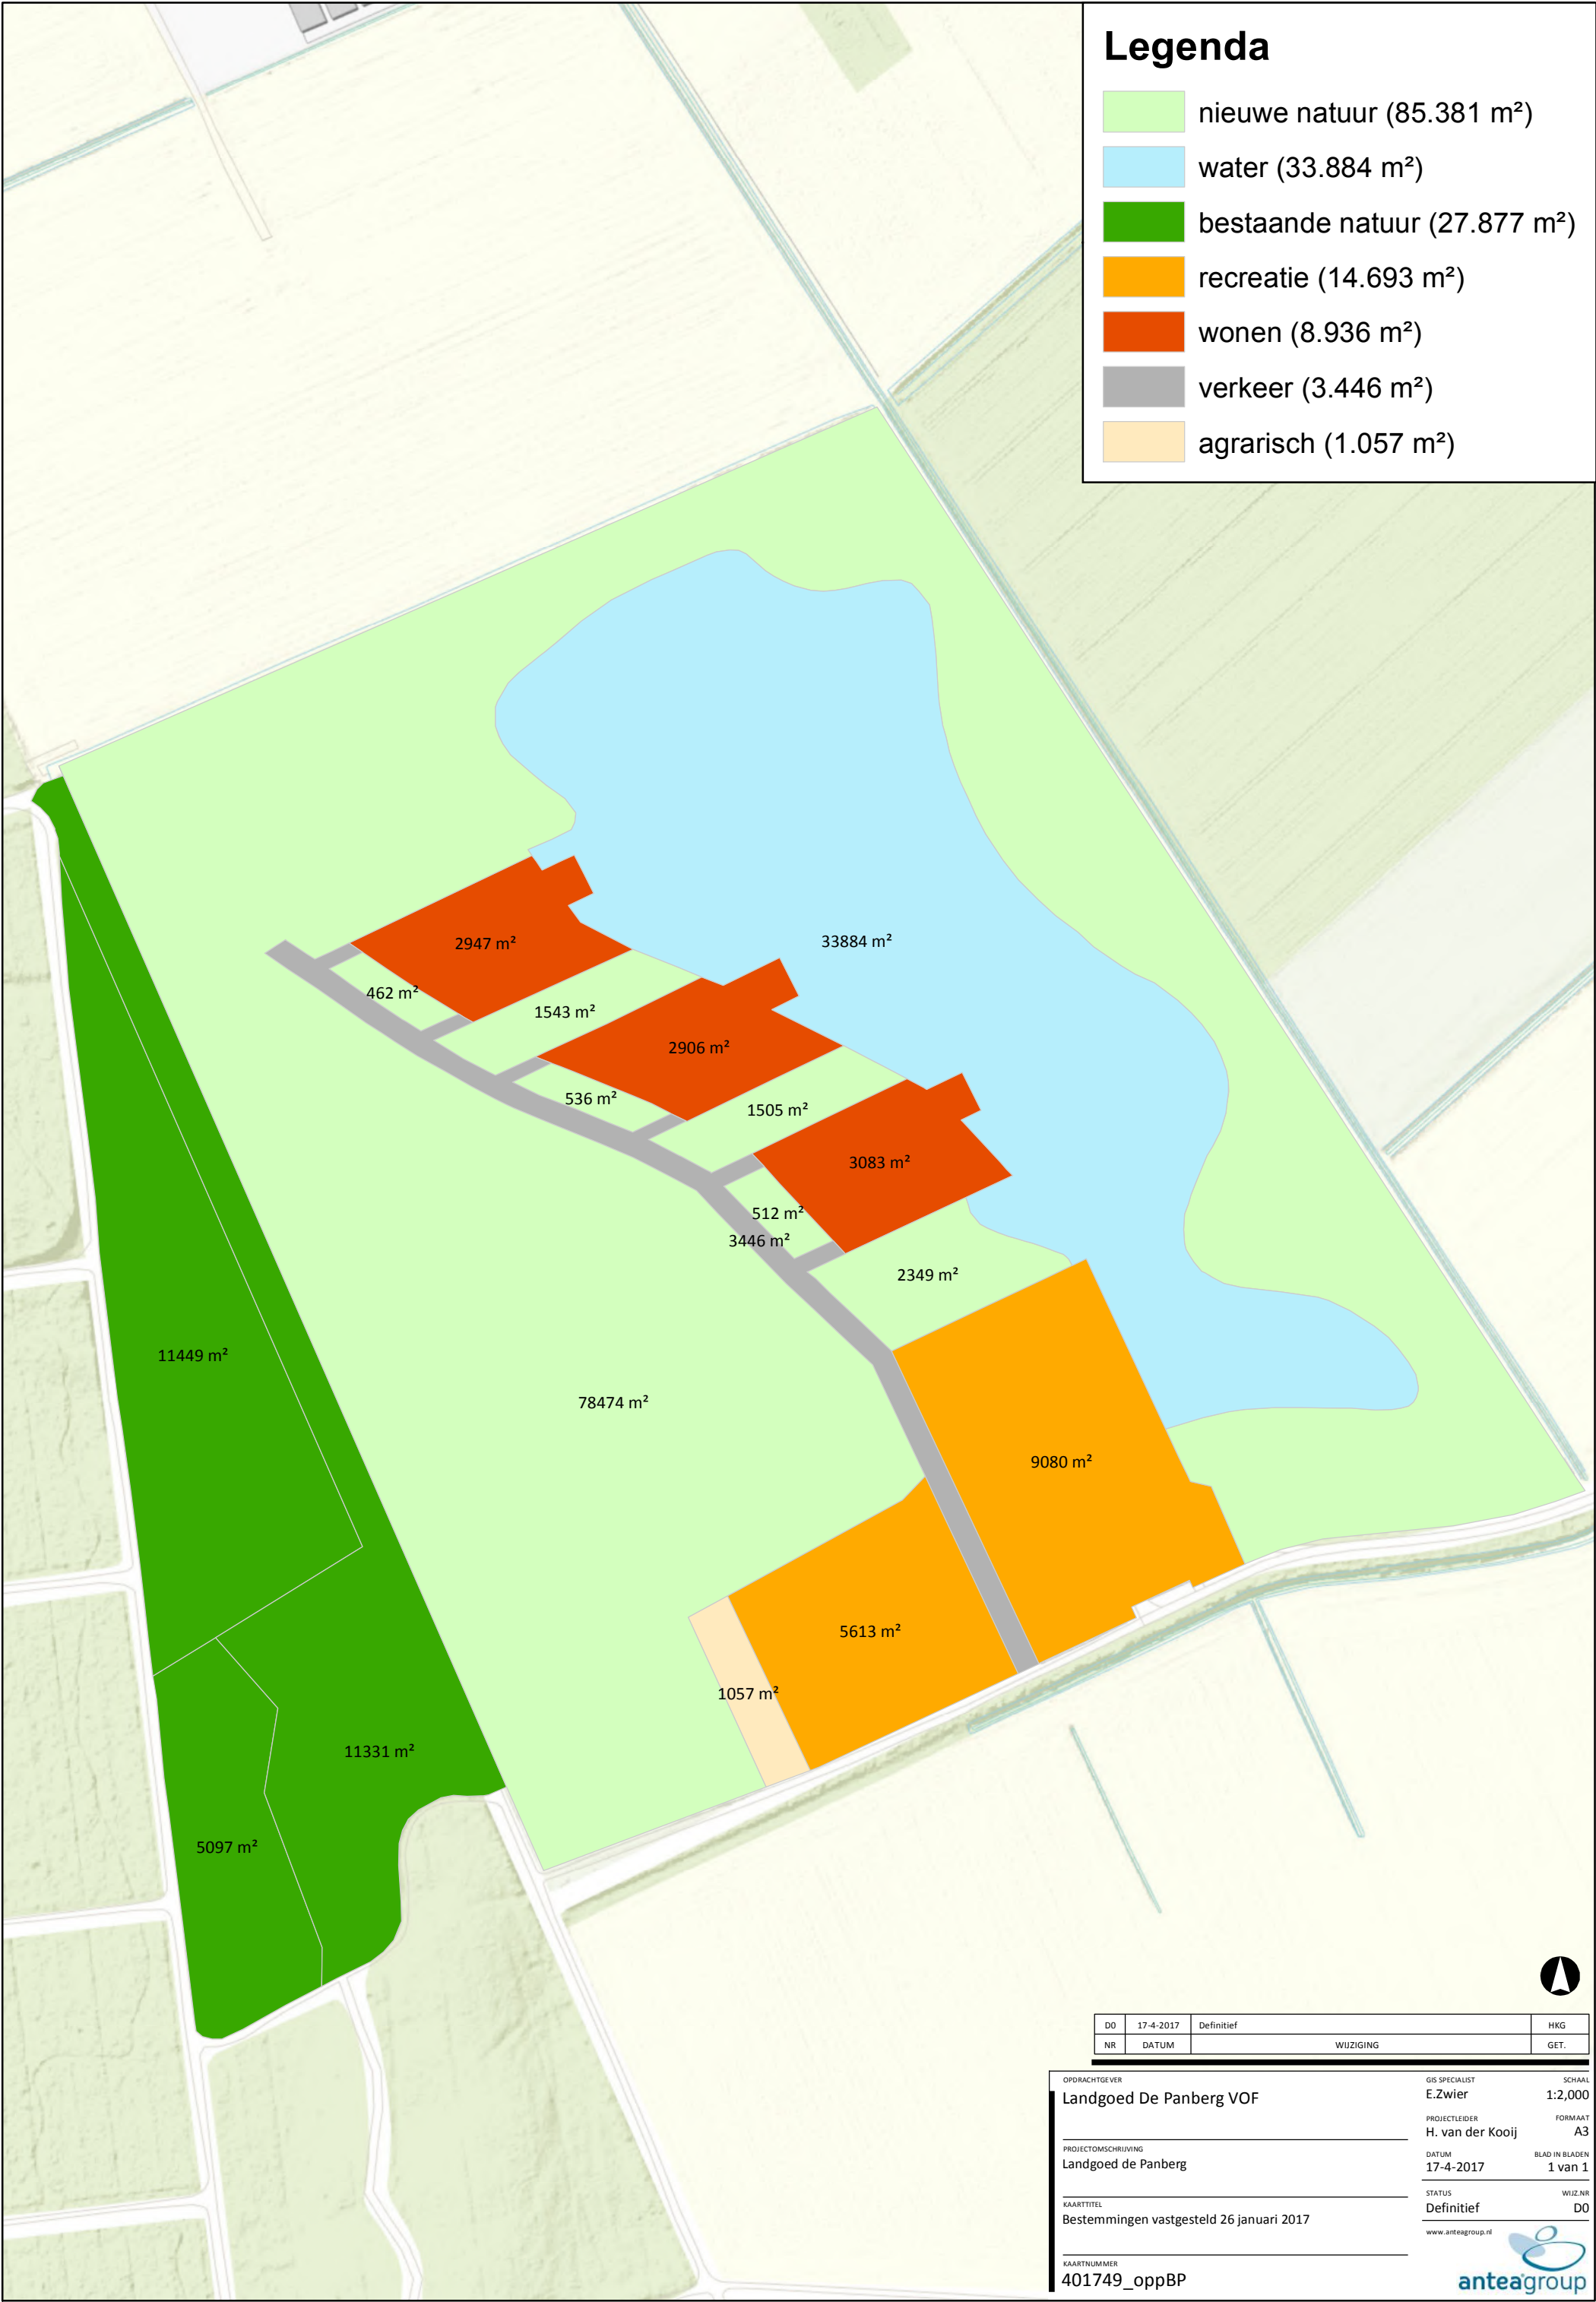 Legenda
nieuwe natuur (85.381 m²)
water (33.884 m²)
bestaande natuur (27.877 m²)
recreatie (14.693 m²)
wonen (8.936 m²)
verkeer (3.446 m²)
agrarisch (1.057 m²)
2947 m²
33884 m²
462 m²
1543 m²
2906 m²
536 m²
1505 m²
3083 m²
512 m²
3446 m²
2349 m²
11449 m²
78474 m²
9080 m²
5613 m²
1057 m²
11331 m²
5097 m²
D0 17-4-2017 Definitief HKG
NR DATUM WIJZIGING GET.
OPDRACHTGEVER
Landgoed De Panberg VOF
PROJECTOMSCHRIJVING
Landgoed de Panberg
KAARTTITEL
Bestemmingen vastgesteld 26 januari 2017
KAARTNUMMER
401749_oppBP
GIS SPECIALIST SCHAAL
E.Zwier 1:2,000
PROJECTLEIDER FORMAAT
H. van der Kooij A3
DATUM BLAD IN BLADEN
17-4-2017 1 van 1
STATUS WIJZ.NR
Definitief D0
www.anteagroup.nl
anteagroup